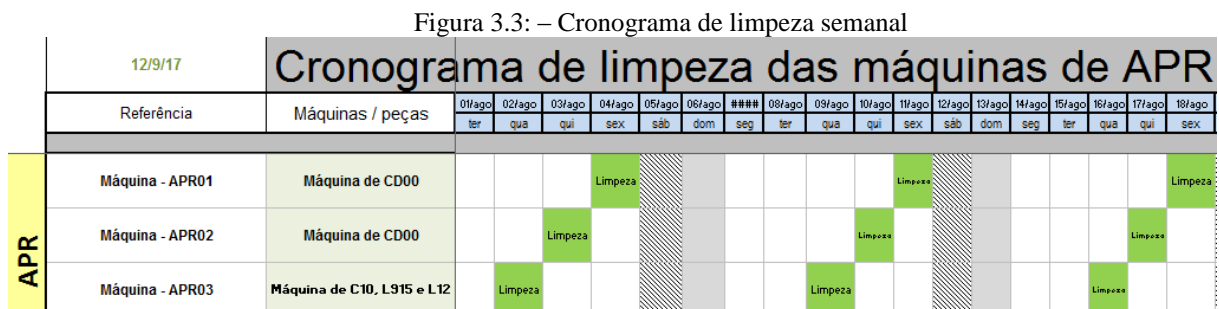 Figura 3.3: – Cronograma de limpeza semanal
12/9/17 Cronograma de limpeza das máquinas de APR
Referência Máquinas / peças 01/ago 02/ago 03/ago 04/ago 05/ago 06/ago #### 08/ago 09/ago 10/ago 11/ago 12/ago 13/ago 14/ago 15/ago 16/ago 17/ago 18/ago
ter qua qui sex sáb dom seg ter qua qui sex sáb dom seg ter qua qui sex
APR
Máquina - APR01 Máquina de CD00 Limpeza Limpeza Limpeza
Máquina - APR02 Máquina de CD00 Limpeza Limpeza Limpeza
Máquina - APR03 Máquina de C10, L915 e L12 Limpeza Limpeza Limpeza